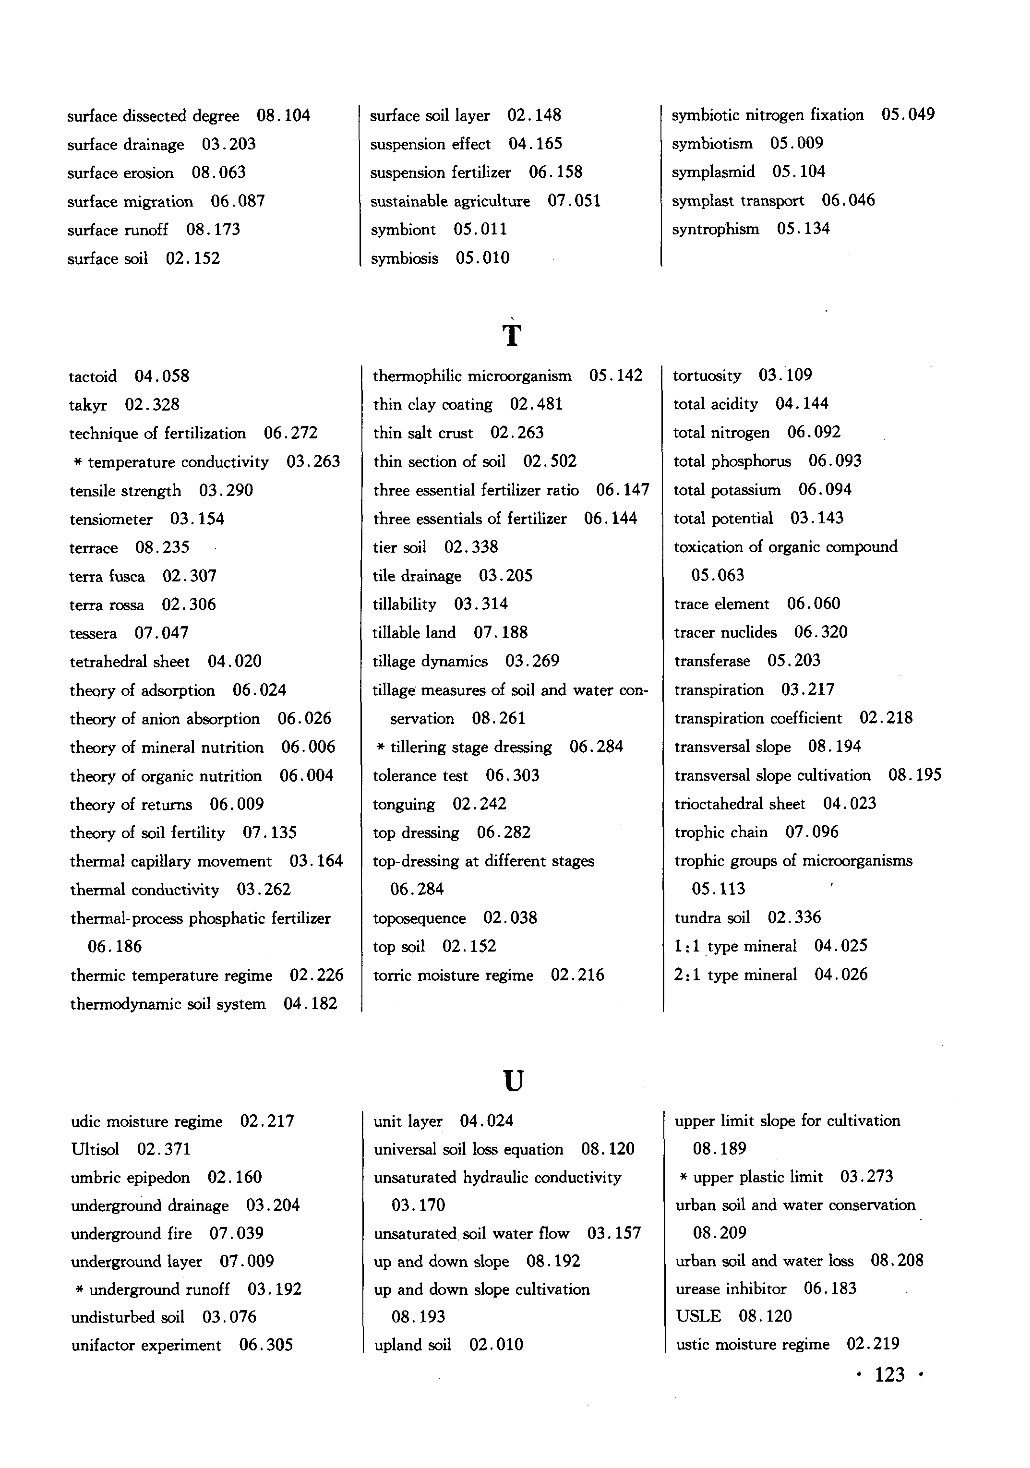 surface dissected degree 08.104
surface drainage 03.203
surface erosion 08.063
surface migration 06.087
surface runoff 08.173
surface soil 02.152
surface soil layer 02.148
suspension effect 04.165
suspension fertilizer 06.158
sustainable agriculture 07.051
symbiont 05.011
symbiosis 05.010
symbiotic nitrogen fixation 05.049
symbiotism 05.009
symplasmid 05.104
symplast transport 06.046
syntrophism 05.134
T
tactoid 04.058
takyr 02.328
technique of fertilization 06.272
* temperature conductivity 03.263
tensile strength 03.290
tensiometer 03.154
terrace 08.235
terra fusca 02.307
terra rossa 02.306
tessera 07.047
tetrahedral sheet 04.020
theory of adsorption 06.024
theory of anion absorption 06.026
theory of mineral nutrition 06.006
theory of organic nutrition 06.004
theory of returns 06.009
theory of soil fertility 07.135
thermal capillary movement 03.164
thermal conductivity 03.262
thermal-process phosphatic fertilizer
06.186
thermic temperature regime 02.226
thermodynamic soil system 04.182
thermophilic microorganism 05.142
thin clay coating 02.481
thin salt crust 02.263
thin section of soil 02.502
three essential fertilizer ratio 06.147
three essentials of fertilizer 06.144
tier soil 02.338
tile drainage 03.205
tillability 03.314
tillable land 07.188
tillage dynamics 03.269
tillage measures of soil and water con-
servation 08.261
* tillering stage dressing 06.284
tolerance test 06.303
tonguing 02.242
top dressing 06.282
top-dressing at different stages
06.284
toposequence 02.038
top soil 02.152
torric moisture regime 02.216
tortuosity 03.109
total acidity 04.144
total nitrogen 06.092
total phosphorus 06.093
total potassium 06.094
total potential 03.143
toxication of organic compound
05.063
trace element 06.060
tracer nuclides 06.320
transferase 05.203
transpiration 03.217
transpiration coefficient 02.218
transversal slope 08.194
transversal slope cultivation 08.195
trioctahedral sheet 04.023
trophic chain 07.096
trophic groups of microorganisms
05.113
tundra soil 02.336
1:1 type mineral 04.025
2:1 type mineral 04.026
U
udic moisture regime 02.217
Ultisol 02.371
umbric epipedon 02.160
underground drainage 03.204
underground fire 07.039
underground layer 07.009
* underground runoff 03.192
undisturbed soil 03.076
unifactor experiment 06.305
unit layer 04.024
universal soil loss equation 08.120
unsaturated hydraulic conductivity
03.170
unsaturated soil water flow 03.157
up and down slope 08.192
up and down slope cultivation
08.193
upland soil 02.010
upper limit slope for cultivation
08.189
* upper plastic limit 03.273
urban soil and water conservation
08.209
urban soil and water loss 08.208
urease inhibitor 06.183
USLE 08.120
ustic moisture regime 02.219
· 123 ·